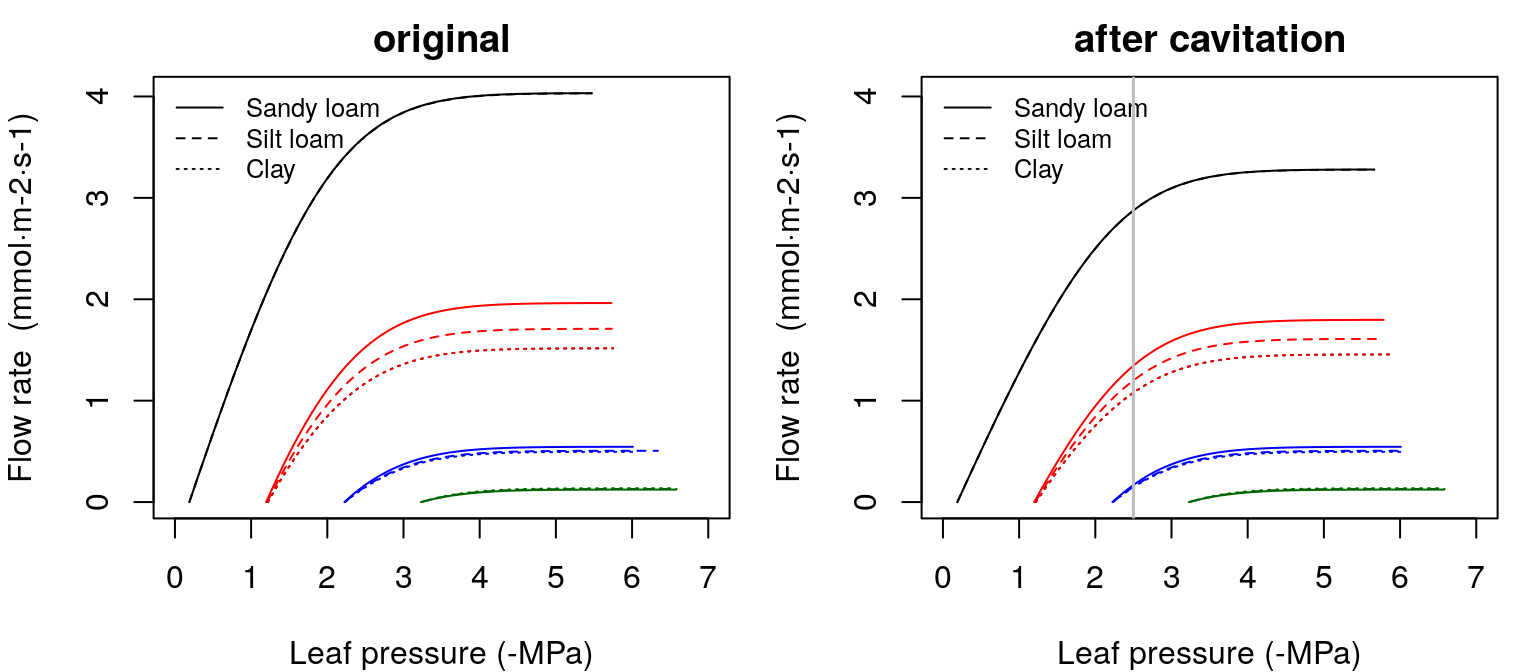 original
Sandy loam
Silt loam
Clay
4
3
2
1
0
Flow rate (mmol·m-2·s-1)
0 1 2 3 4 5 6 7
Leaf pressure (-MPa)
after cavitation
Sandy loam
Silt loam
Clay
4
3
2
1
0
Flow rate (mmol·m-2·s-1)
0 1 2 3 4 5 6 7
Leaf pressure (-MPa)